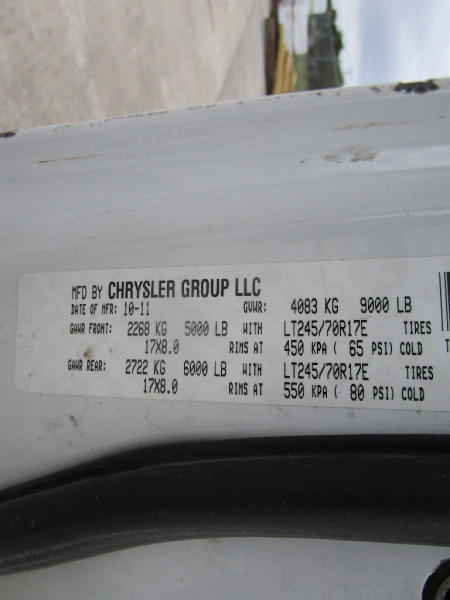 MFD BY CHRYSLER GROUP LLC
DATE OF MFR: 10-11 GVWR: 4083 KG 9000 LB
GAWR FRONT: 2268 KG 5000 LB WITH LT245/70R17E TIRES
17X8.0 RIMS AT 450 KPA ( 65 PSI) COLD
GAWR REAR: 2722 KG 6000 LB WITH LT245/70R17E TIRES
17X8.0 RIMS AT 550 KPA ( 80 PSI) COLD